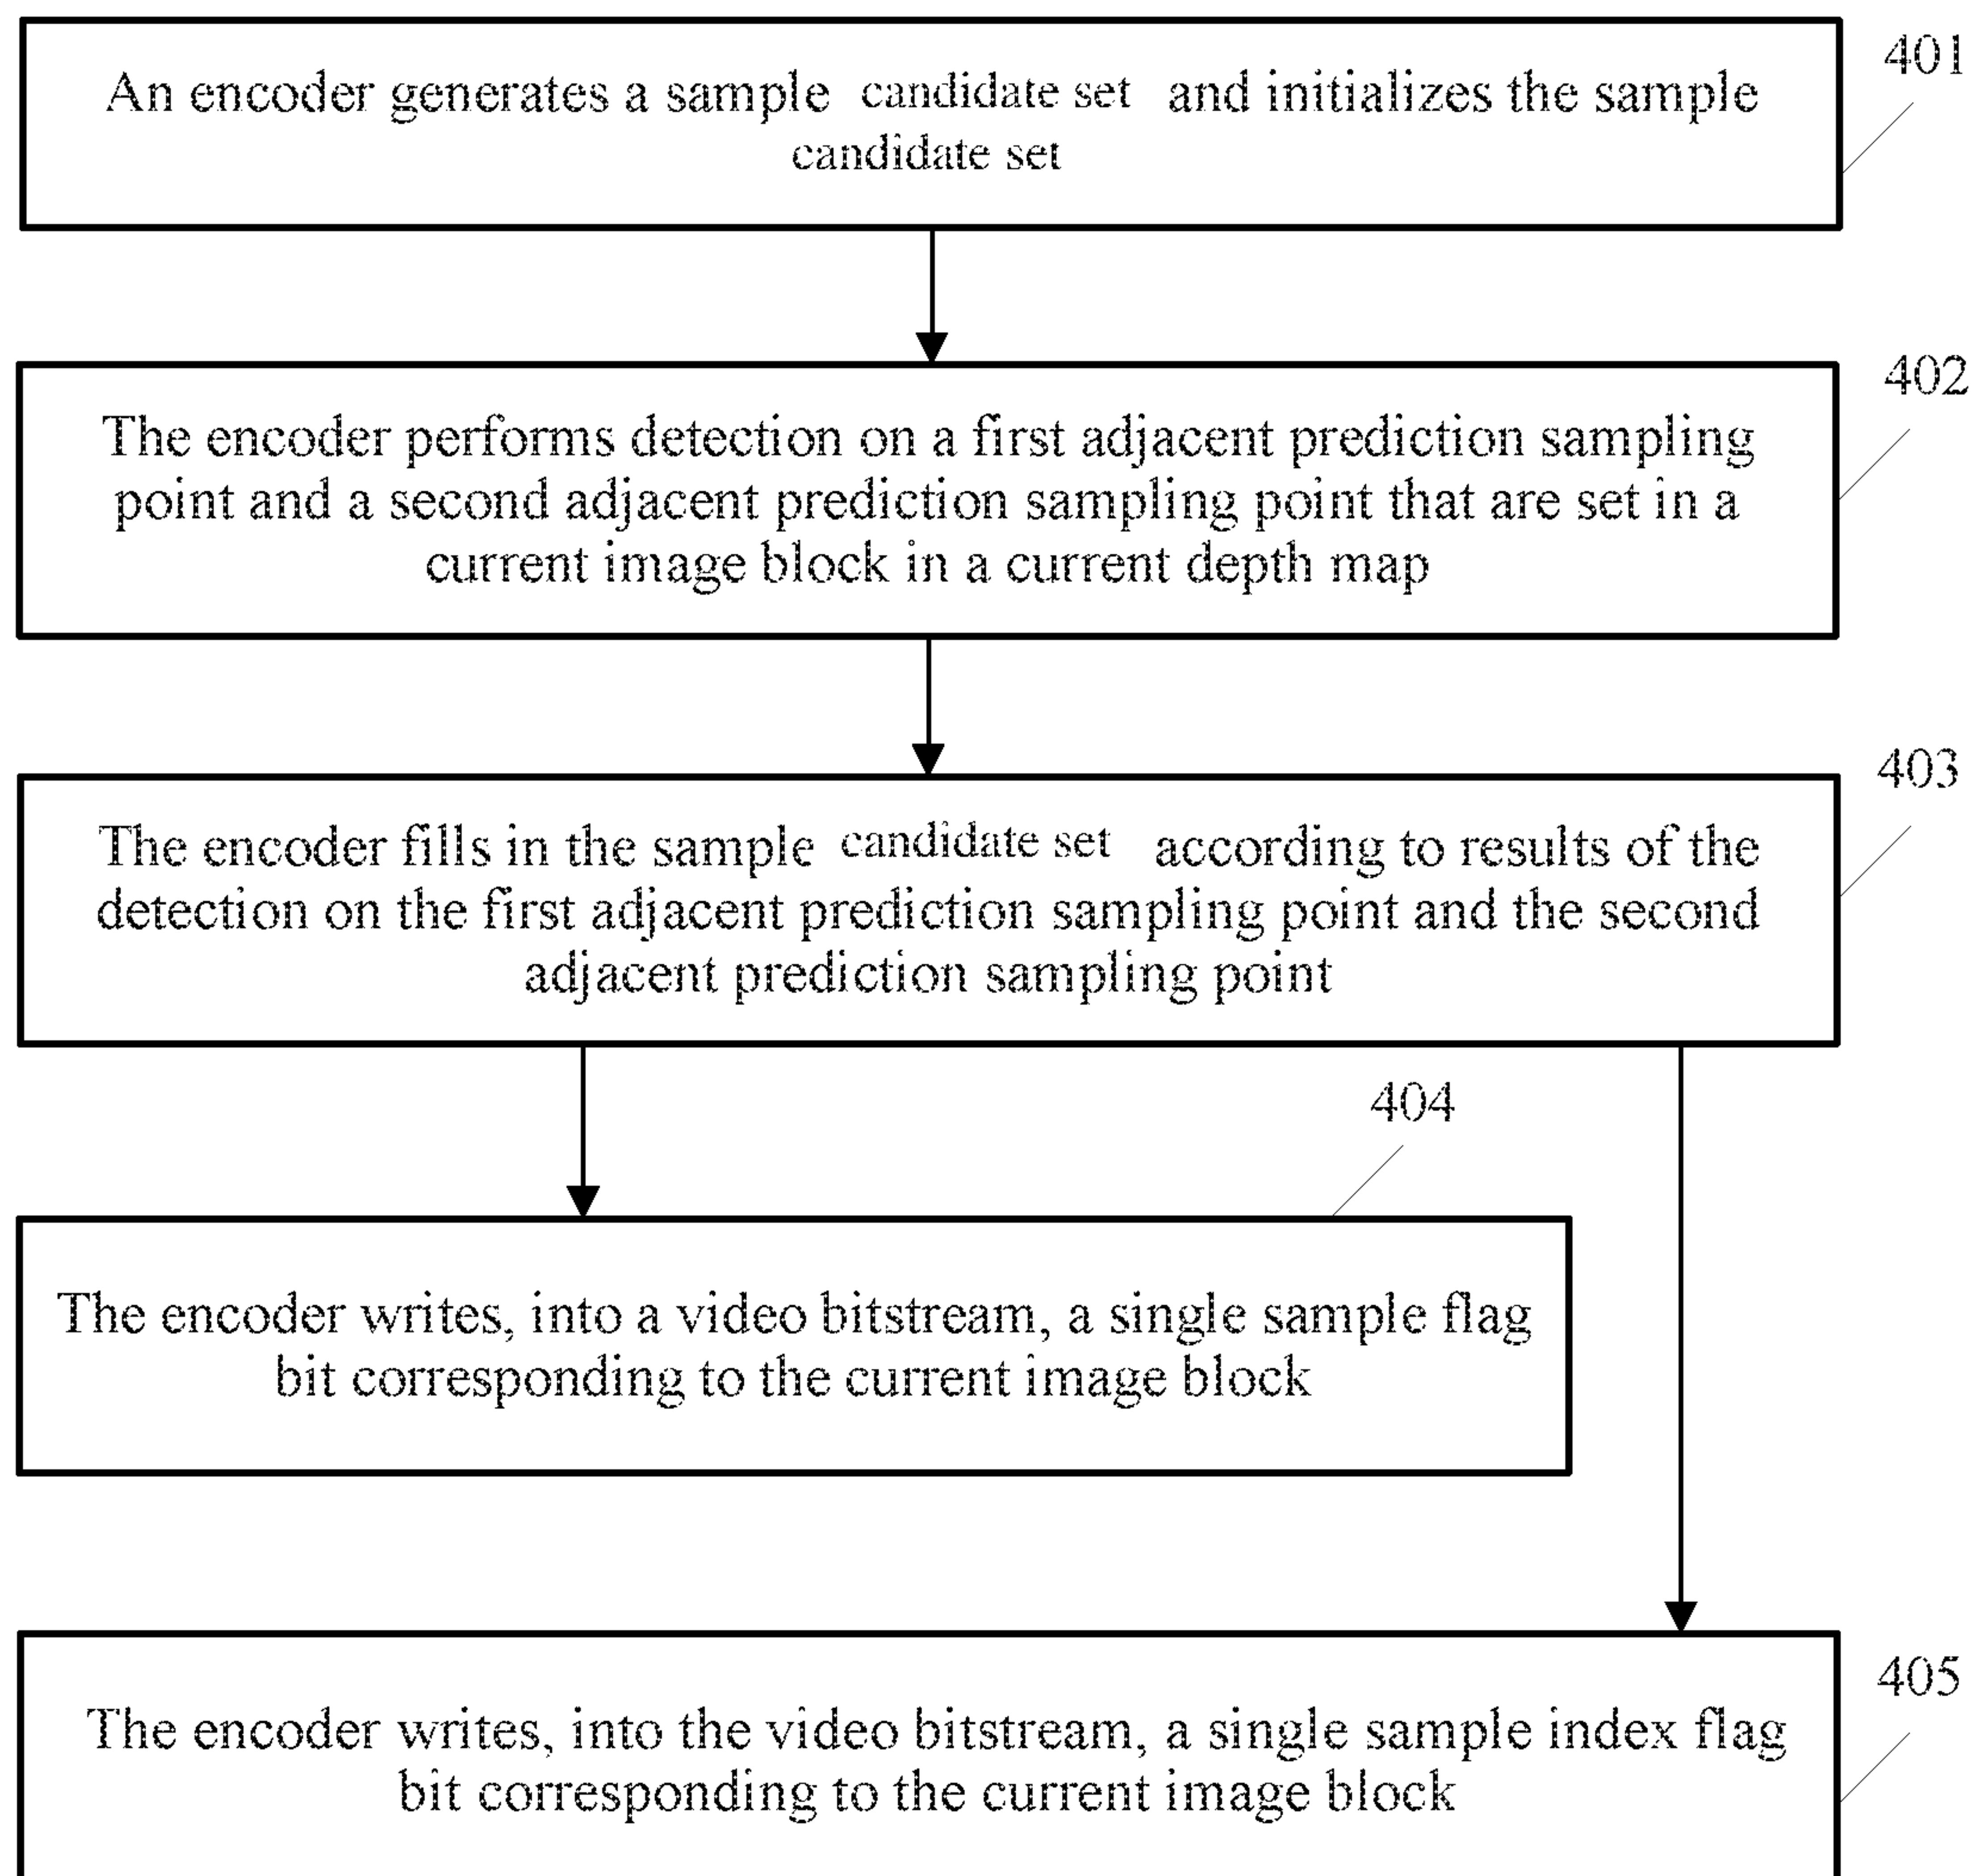 An encoder generates a sample candidate set and initializes the sample
candidate set
401
The encoder performs detection on a first adjacent prediction sampling
point and a second adjacent prediction sampling point that are set in a
current image block in a current depth map
402
The encoder fills in the sample candidate set according to results of the
detection on the first adjacent prediction sampling point and the second
adjacent prediction sampling point
403
404
The encoder writes, into a video bitstream, a single sample flag
bit corresponding to the current image block
The encoder writes, into the video bitstream, a single sample index flag
bit corresponding to the current image block
405